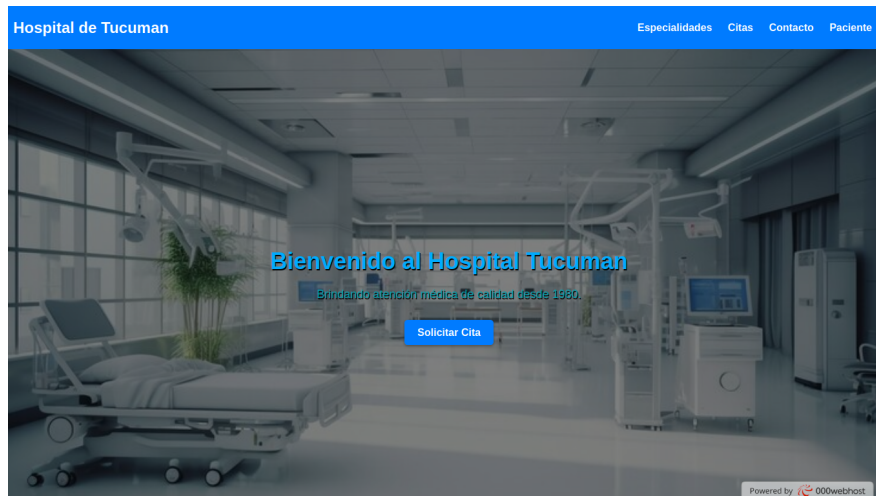 Hospital de Tucuman
Especialidades Citas Contacto Paciente
Bienvenido al Hospital Tucuman
Brindando atención médica de calidad desde 1980.
Solicitar Cita
Powered by 000webhost